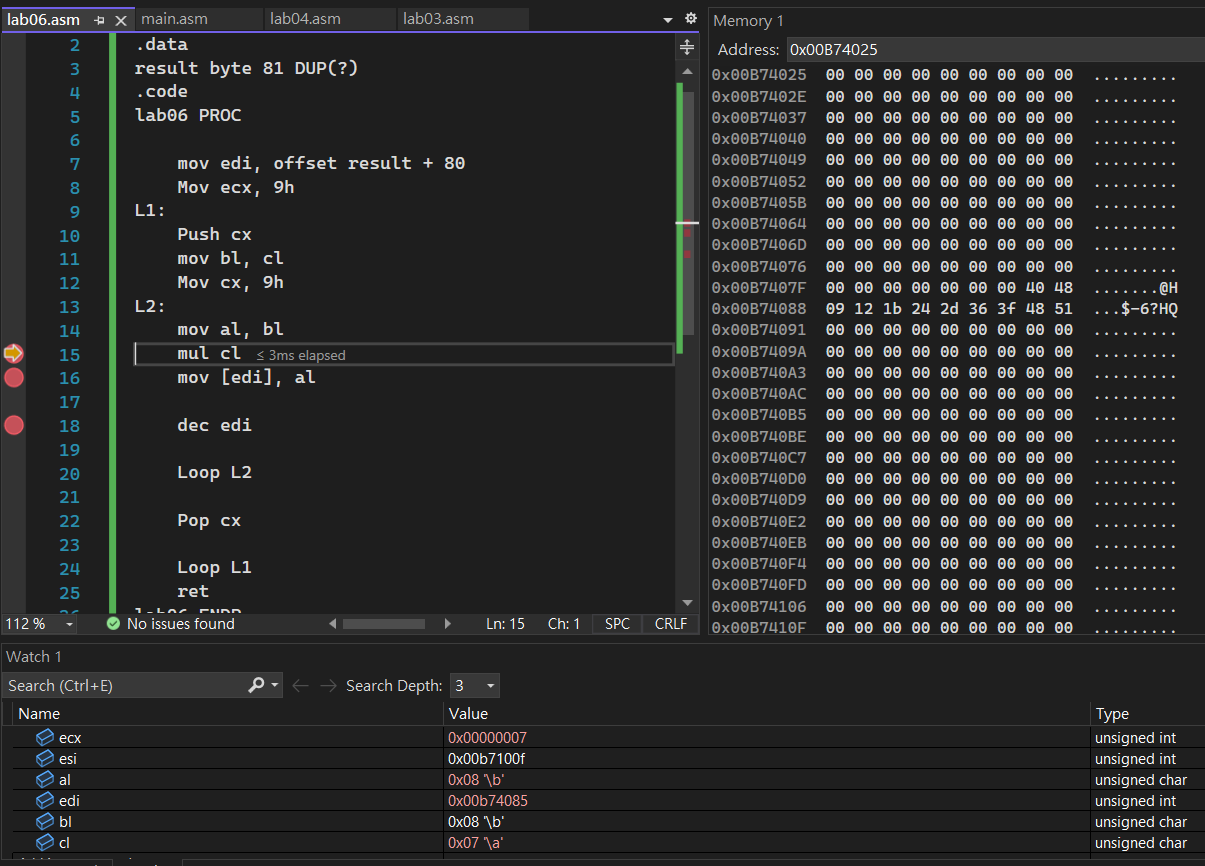 lab06.asm main.asm lab04.asm lab03.asm
2 .data
3 result byte 81 DUP(?)
4 .code
5 lab06 PROC
6
7 mov edi, offset result + 80
8 Mov ecx, 9h
9 L1:
10 Push cx
11 mov bl, cl
12 Mov cx, 9h
13 L2:
14 mov al, bl
15 mul cl ≤ 3ms elapsed
16 mov [edi], al
17
18 dec edi
19
20 Loop L2
21
22 Pop cx
23
24 Loop L1
25 ret
112 % No issues found Ln: 15 Ch: 1 SPC CRLF
Memory 1
Address: 0x00B74025
0x00B74025 00 00 00 00 00 00 00 00 00 .........
0x00B7402E 00 00 00 00 00 00 00 00 00 .........
0x00B74037 00 00 00 00 00 00 00 00 00 .........
0x00B74040 00 00 00 00 00 00 00 00 00 .........
0x00B74049 00 00 00 00 00 00 00 00 00 .........
0x00B74052 00 00 00 00 00 00 00 00 00 .........
0x00B7405B 00 00 00 00 00 00 00 00 00 .........
0x00B74064 00 00 00 00 00 00 00 00 00 .........
0x00B7406D 00 00 00 00 00 00 00 00 00 .........
0x00B74076 00 00 00 00 00 00 00 00 00 .........
0x00B7407F 00 00 00 00 00 00 00 40 48 .......@H
0x00B74088 09 12 1b 24 2d 36 3f 48 51 ...$-6?HQ
0x00B74091 00 00 00 00 00 00 00 00 00 .........
0x00B7409A 00 00 00 00 00 00 00 00 00 .........
0x00B740A3 00 00 00 00 00 00 00 00 00 .........
0x00B740AC 00 00 00 00 00 00 00 00 00 .........
0x00B740B5 00 00 00 00 00 00 00 00 00 .........
0x00B740BE 00 00 00 00 00 00 00 00 00 .........
0x00B740C7 00 00 00 00 00 00 00 00 00 .........
0x00B740D0 00 00 00 00 00 00 00 00 00 .........
0x00B740D9 00 00 00 00 00 00 00 00 00 .........
0x00B740E2 00 00 00 00 00 00 00 00 00 .........
0x00B740EB 00 00 00 00 00 00 00 00 00 .........
0x00B740F4 00 00 00 00 00 00 00 00 00 .........
0x00B740FD 00 00 00 00 00 00 00 00 00 .........
0x00B74106 00 00 00 00 00 00 00 00 00 .........
0x00B7410F 00 00 00 00 00 00 00 00 00 .........
Watch 1
Search (Ctrl+E) Search Depth: 3
Name Value Type
ecx 0x00000007 unsigned int
esi 0x00b7100f unsigned int
al 0x08 '\b' unsigned char
edi 0x00b74085 unsigned int
bl 0x08 '\b' unsigned char
cl 0x07 '\a' unsigned char